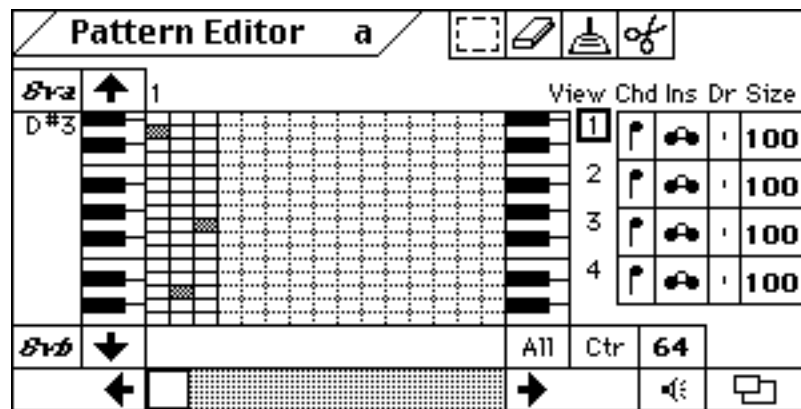 Pattern Editor a
8va 1 View Chd Ins Dr Size
D#3 1 100
2 100
3 100
4 100
8vb All Ctr 64